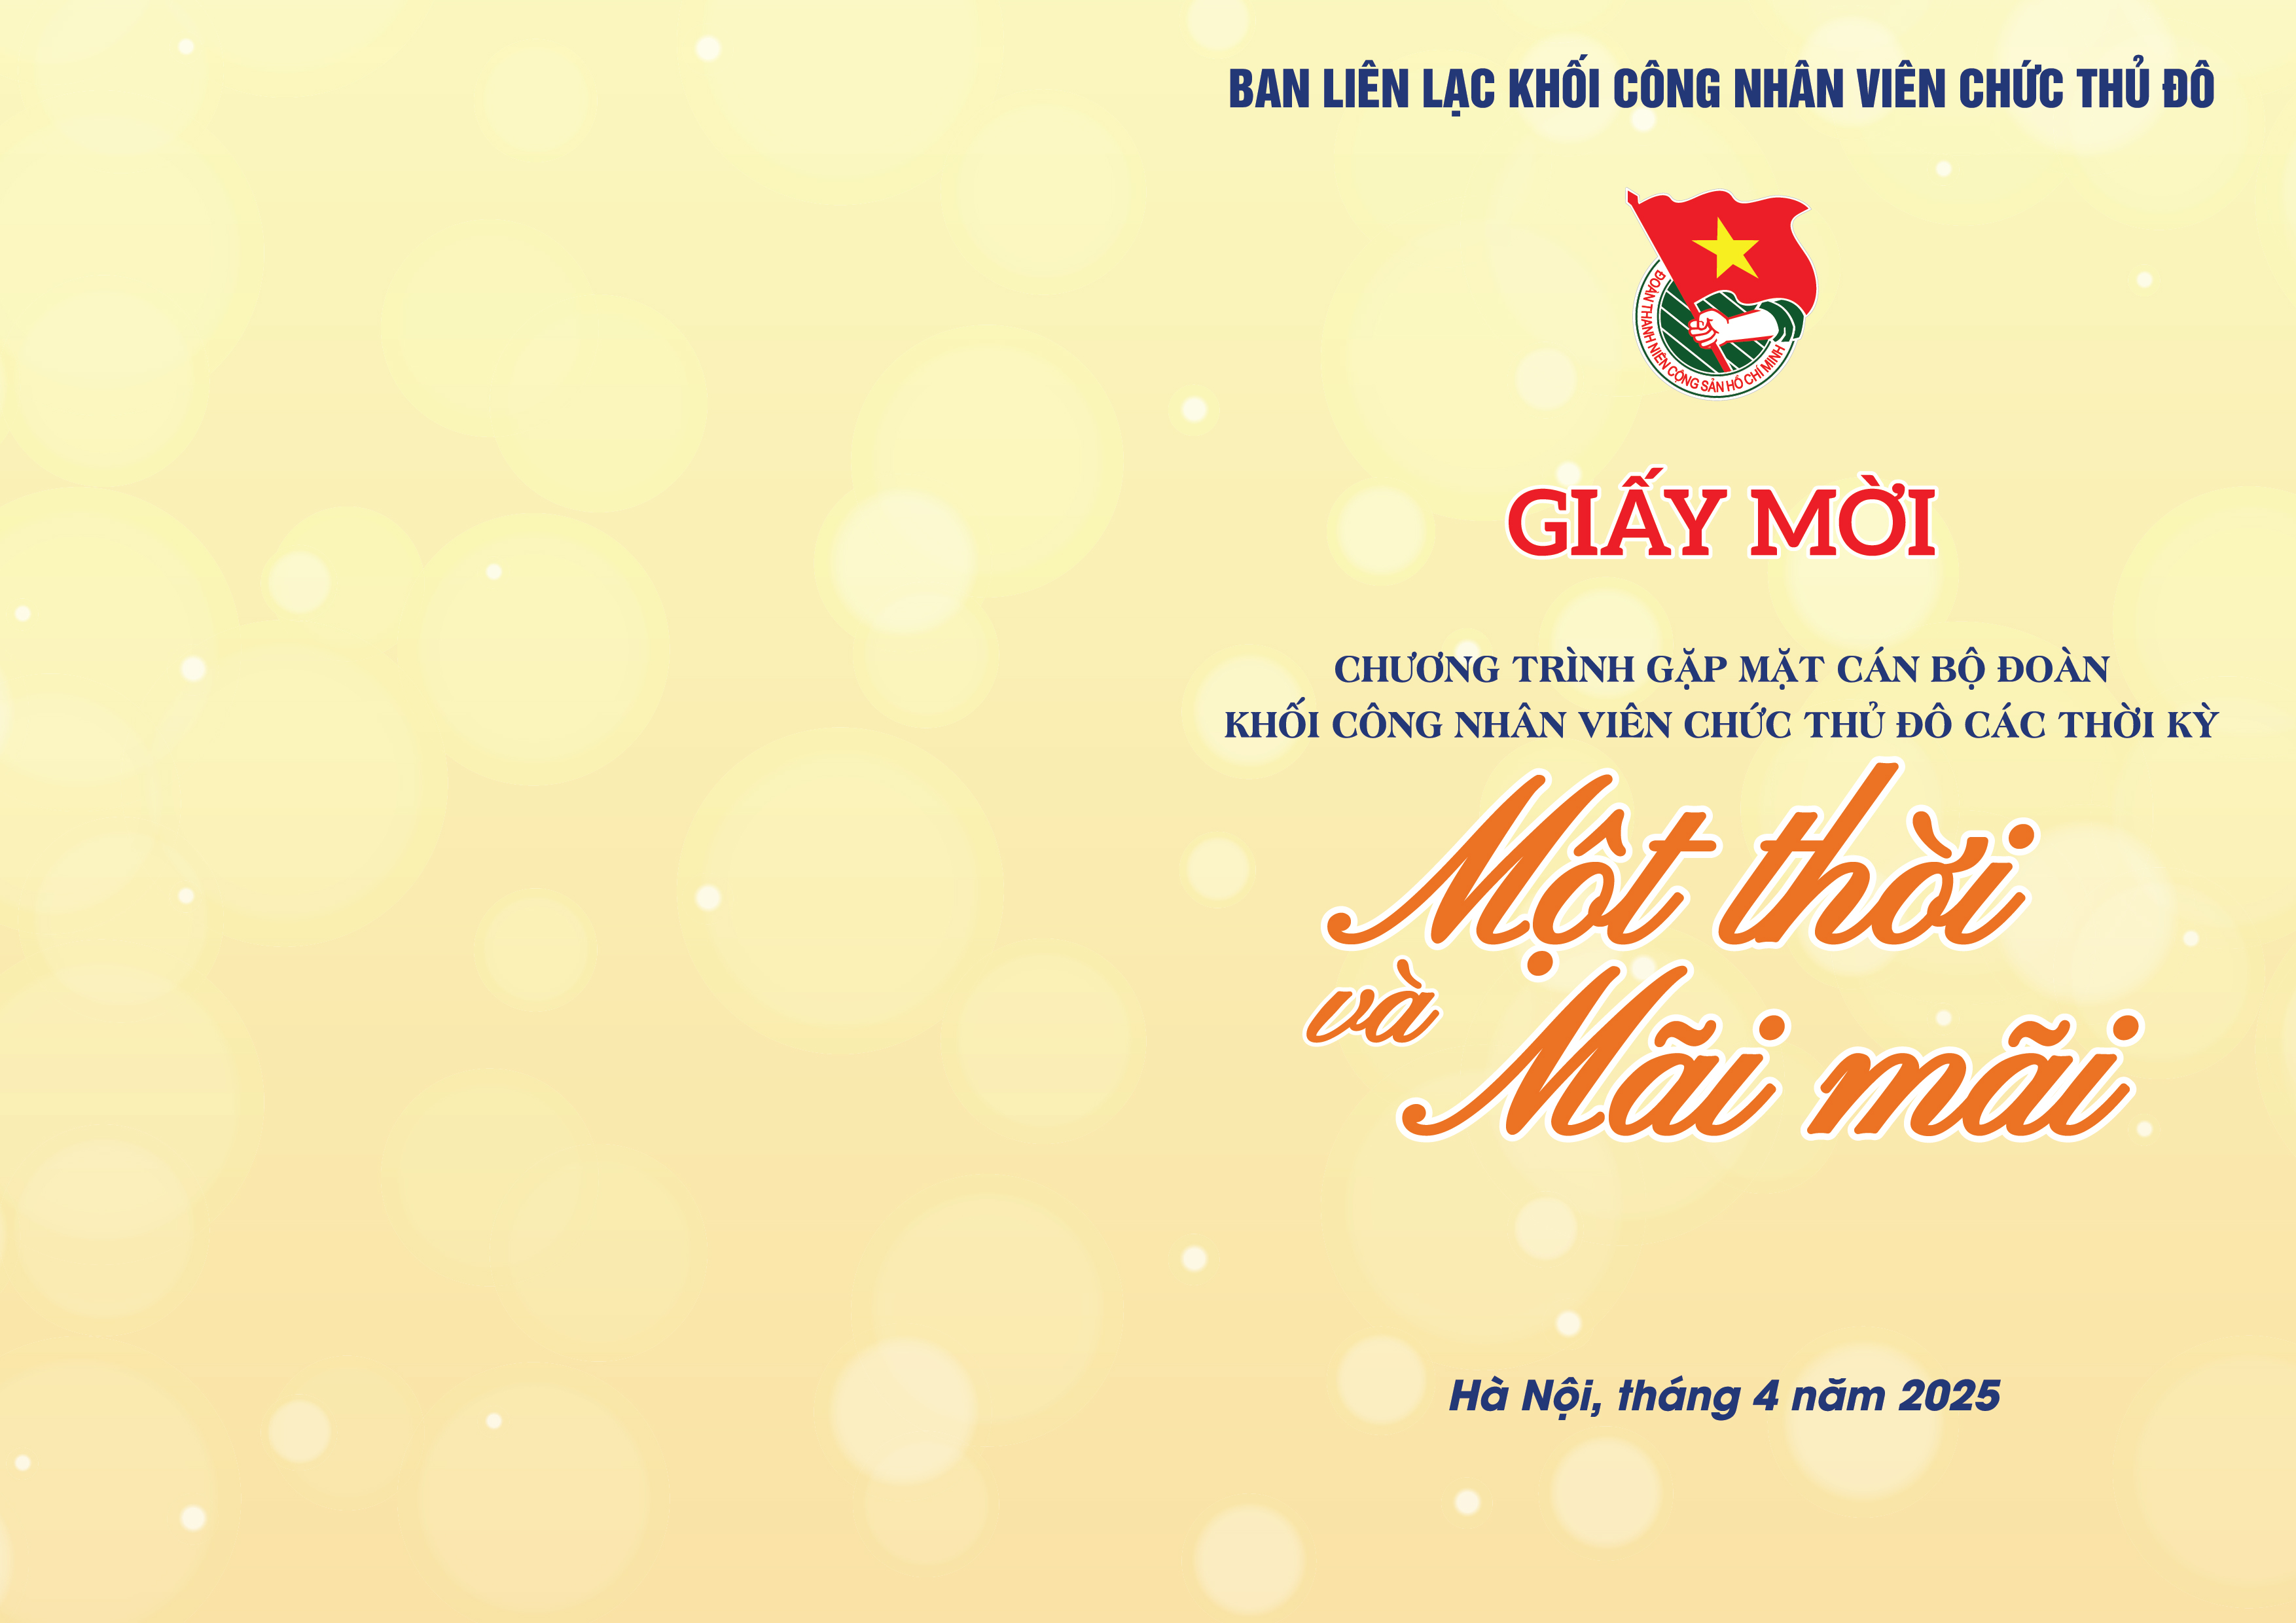 BAN LIÊN LẠC KHỐI CÔNG NHÂN VIÊN CHỨC THỦ ĐÔ
ĐOÀN THANH NIÊN CỘNG SẢN HỒ CHÍ MINH
GIẤY MỜI
CHƯƠNG TRÌNH GẶP MẶT CÁN BỘ ĐOÀN
KHỐI CÔNG NHÂN VIÊN CHỨC THỦ ĐÔ CÁC THỜI KỲ
Một thời
và
Mãi mãi
Hà Nội, tháng 4 năm 2025